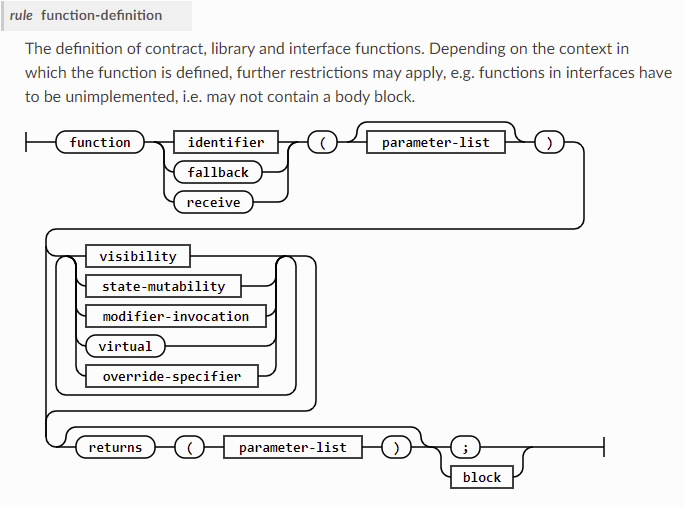 rule function-definition
The definition of contract, library and interface functions. Depending on the context in
which the function is defined, further restrictions may apply, e.g. functions in interfaces have
to be unimplemented, i.e. may not contain a body block.
function identifier ( parameter-list )
fallback
receive
visibility
state-mutability
modifier-invocation
virtual
override-specifier
returns ( parameter-list ) ;
block